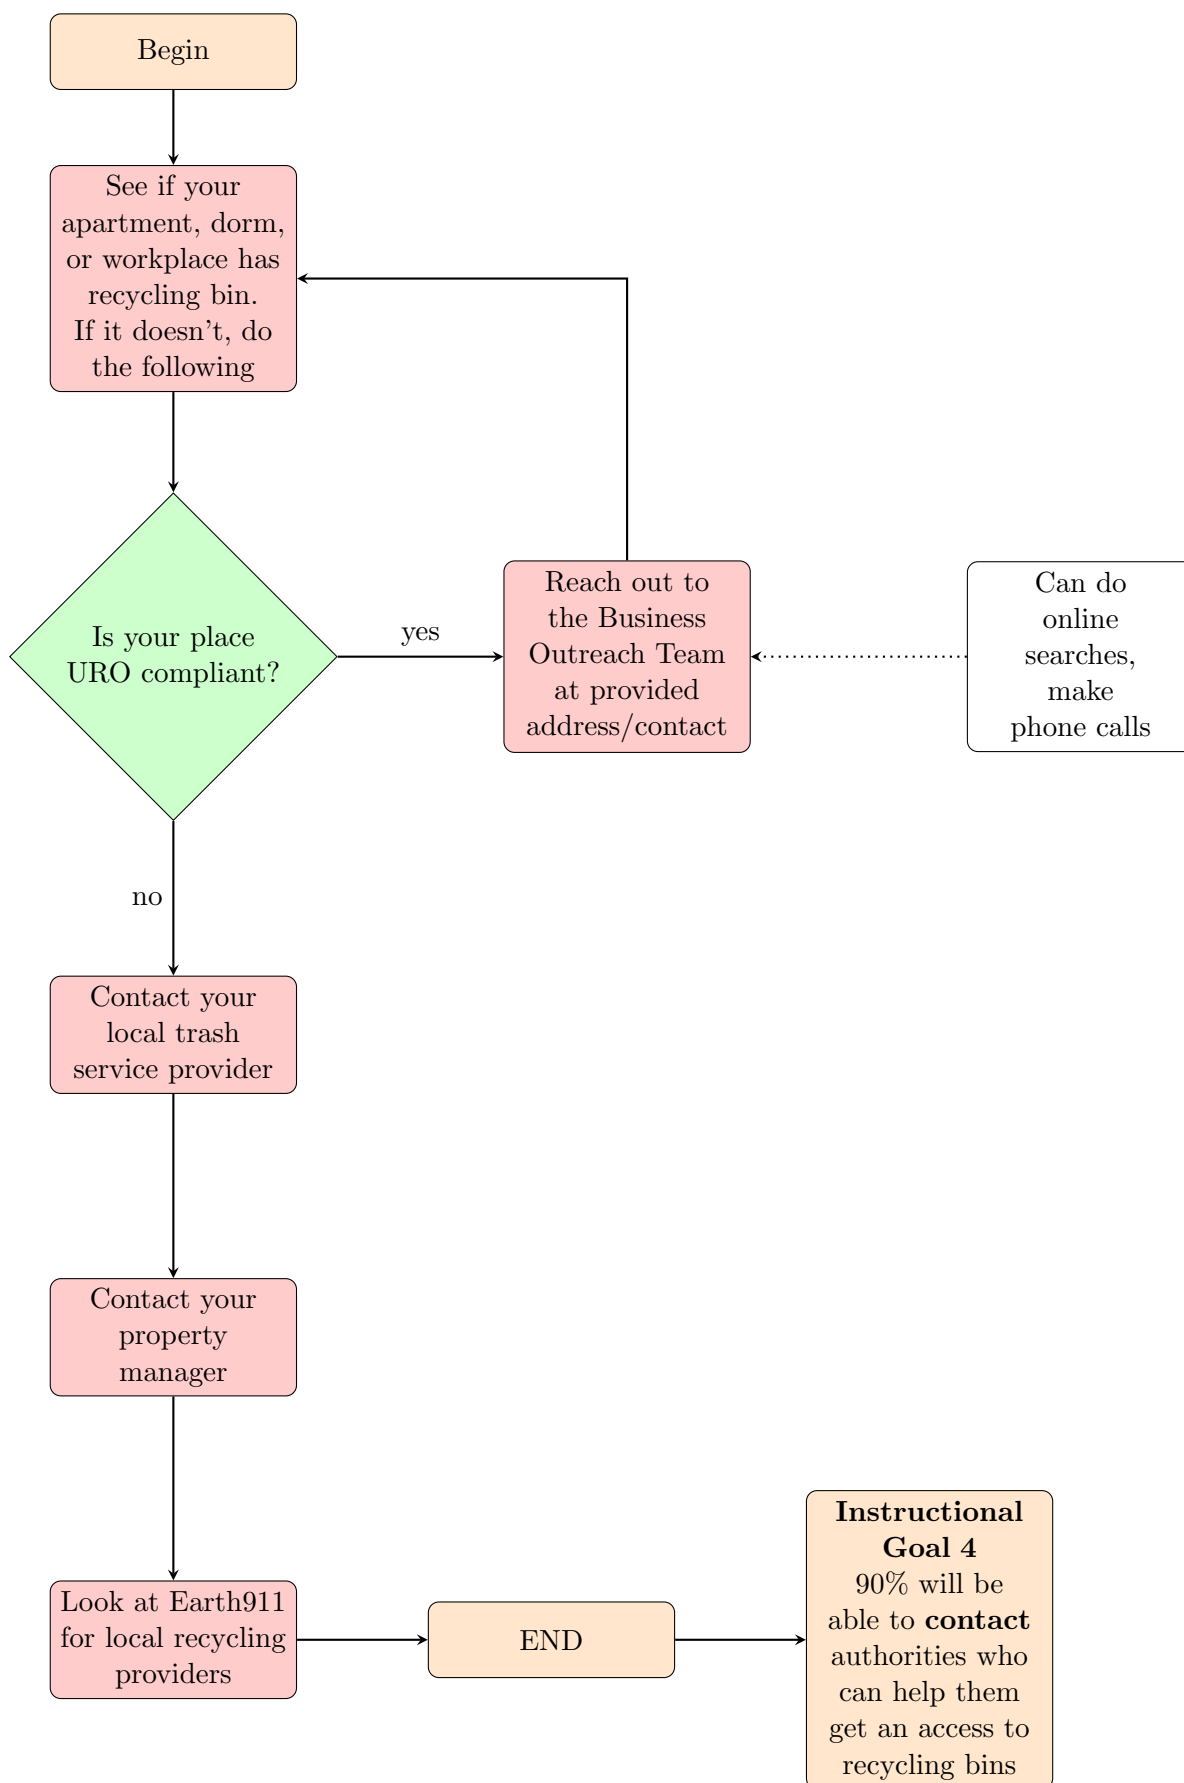 Begin
See if your
apartment, dorm,
or workplace has
recycling bin.
If it doesn't, do
the following
Is your place
URO compliant?
yes
Reach out to
the Business
Outreach Team
at provided
address/contact
Can do
online
searches,
make
phone calls
no
Contact your
local trash
service provider
Contact your
property
manager
Look at Earth911
for local recycling
providers
END
Instructional
Goal 4
90% will be
able to contact
authorities who
can help them
get an access to
recycling bins